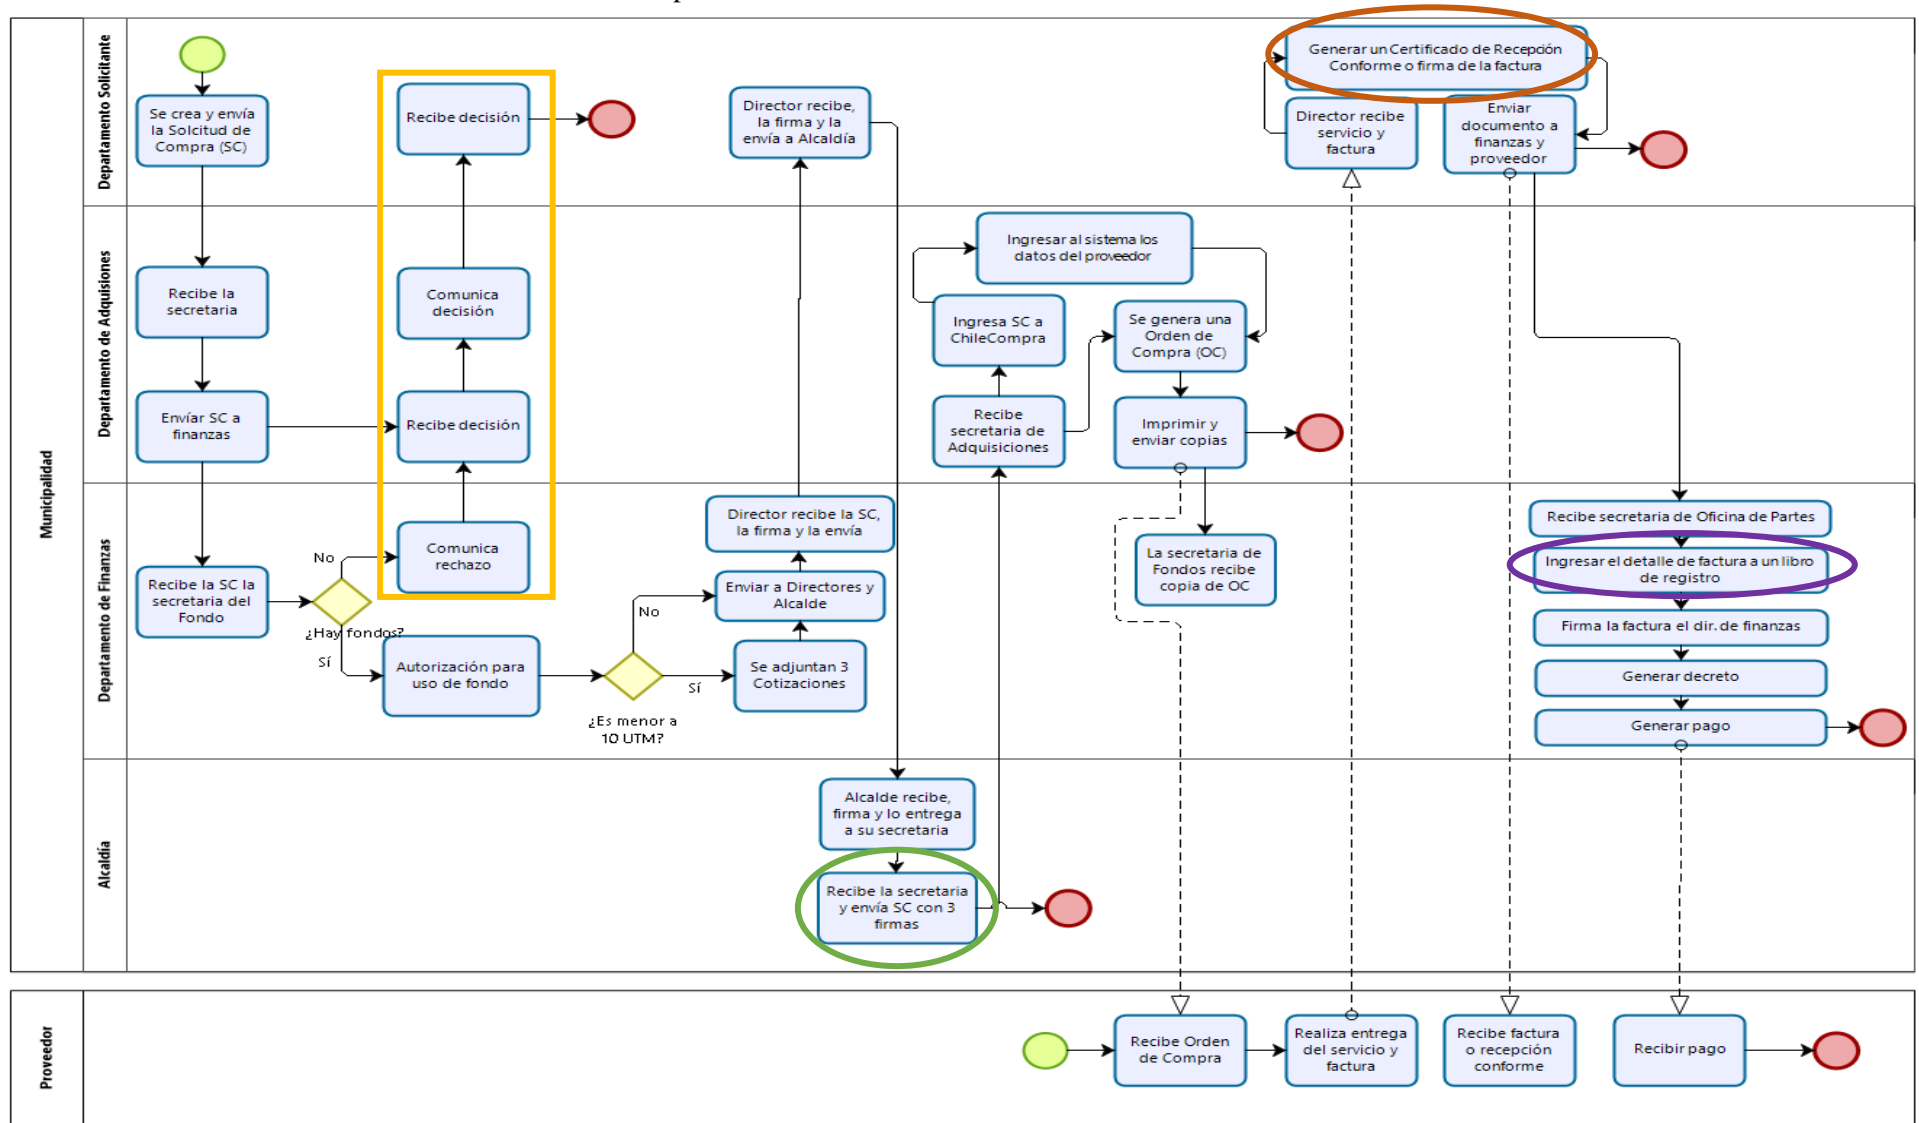 Municipalidad
Departamento Solicitante
Se crea y envía
la Solcitud de
Compra (SC)
Recibe decisión
Director recibe,
la firma y la
envía a Alcaldía
Generar un Certificado de Recepción
Conforme o firma de la factura
Director recibe
servicio y
factura
Enviar
documento a
finanzas y
proveedor
Departamento de Adquisiones
Recibe la
secretaria
Envíar SC a
finanzas
Comunica
decisión
Recibe decisión
Ingresar al sistema los
datos del proveedor
Ingresa SC a
ChileCompra
Se genera una
Orden de
Compra (OC)
Recibe
secretaria de
Adquisiciones
Imprimir y
enviar copias
Departamento de Finanzas
Recibe la SC la
secretaria del
Fondo
No
¿Hay fondos?
Sí
Comunica
rechazo
Autorización para
uso de fondo
No
¿Es menor a
10 UTM?
Sí
Director recibe la SC,
la firma y la envía
Enviar a Directores y
Alcalde
Se adjuntan 3
Cotizaciones
La secretaria de
Fondos recibe
copia de OC
Recibe secretaria de Oficina de Partes
Ingresar el detalle de factura a un libro
de registro
Firma la factura el dir. de finanzas
Generar decreto
Generar pago
Alcaldía
Alcalde recibe,
firma y lo entrega
a su secretaria
Recibe la secretaria
y envía SC con 3
firmas
Proveedor
Recibe Orden
de Compra
Realiza entrega
del servicio y
factura
Recibe factura
o recepción
conforme
Recibir pago